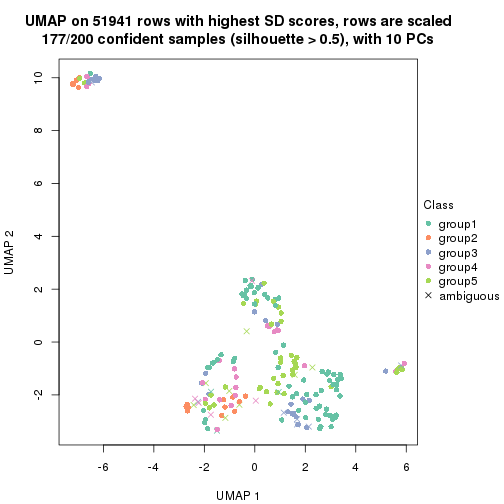 UMAP on 51941 rows with highest SD scores, rows are scaled
177/200 confident samples (silhouette > 0.5), with 10 PCs
10
8
6
4
2
0
-2
UMAP 2
-6
-4
-2
0
2
4
6
UMAP 1
Class
group1
group2
group3
group4
group5
ambiguous